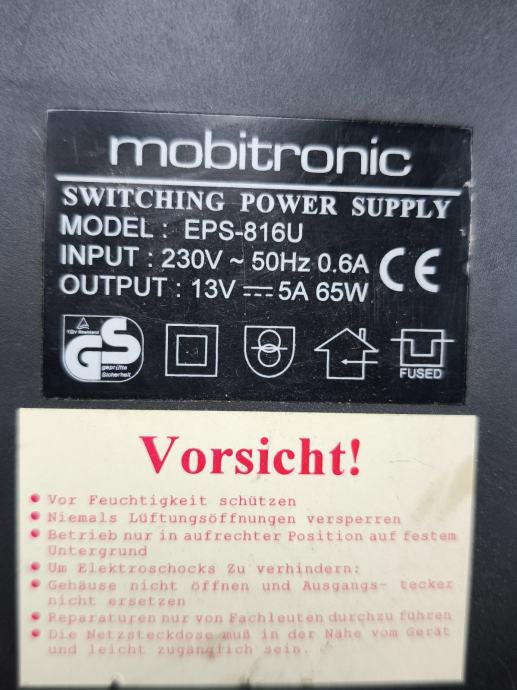 mobitronic
SWITCHING POWER SUPPLY
MODEL : EPS-816U
INPUT : 230V ~ 50Hz 0.6A
OUTPUT : 13V ⎓ 5A 65W
CE
TÜV Rheinland
GS
geprüfte
Sicherheit
FUSED
Vorsicht!
• Vor Feuchtigkeit schützen
• Niemals Lüftungsöffnungen versperren
• Betrieb nur in aufrechter Position auf festem
Untergrund
• Um Elektroschocks Zu verhindern:
• Gehäuse nicht öffnen und Ausgangs- tecker
nicht ersetzen
• Reparaturen nur von Fachleuten durchzu führen
• Die Netzsteckdose muß in der Nähe vom Gerät
und leicht zugänglich sein.